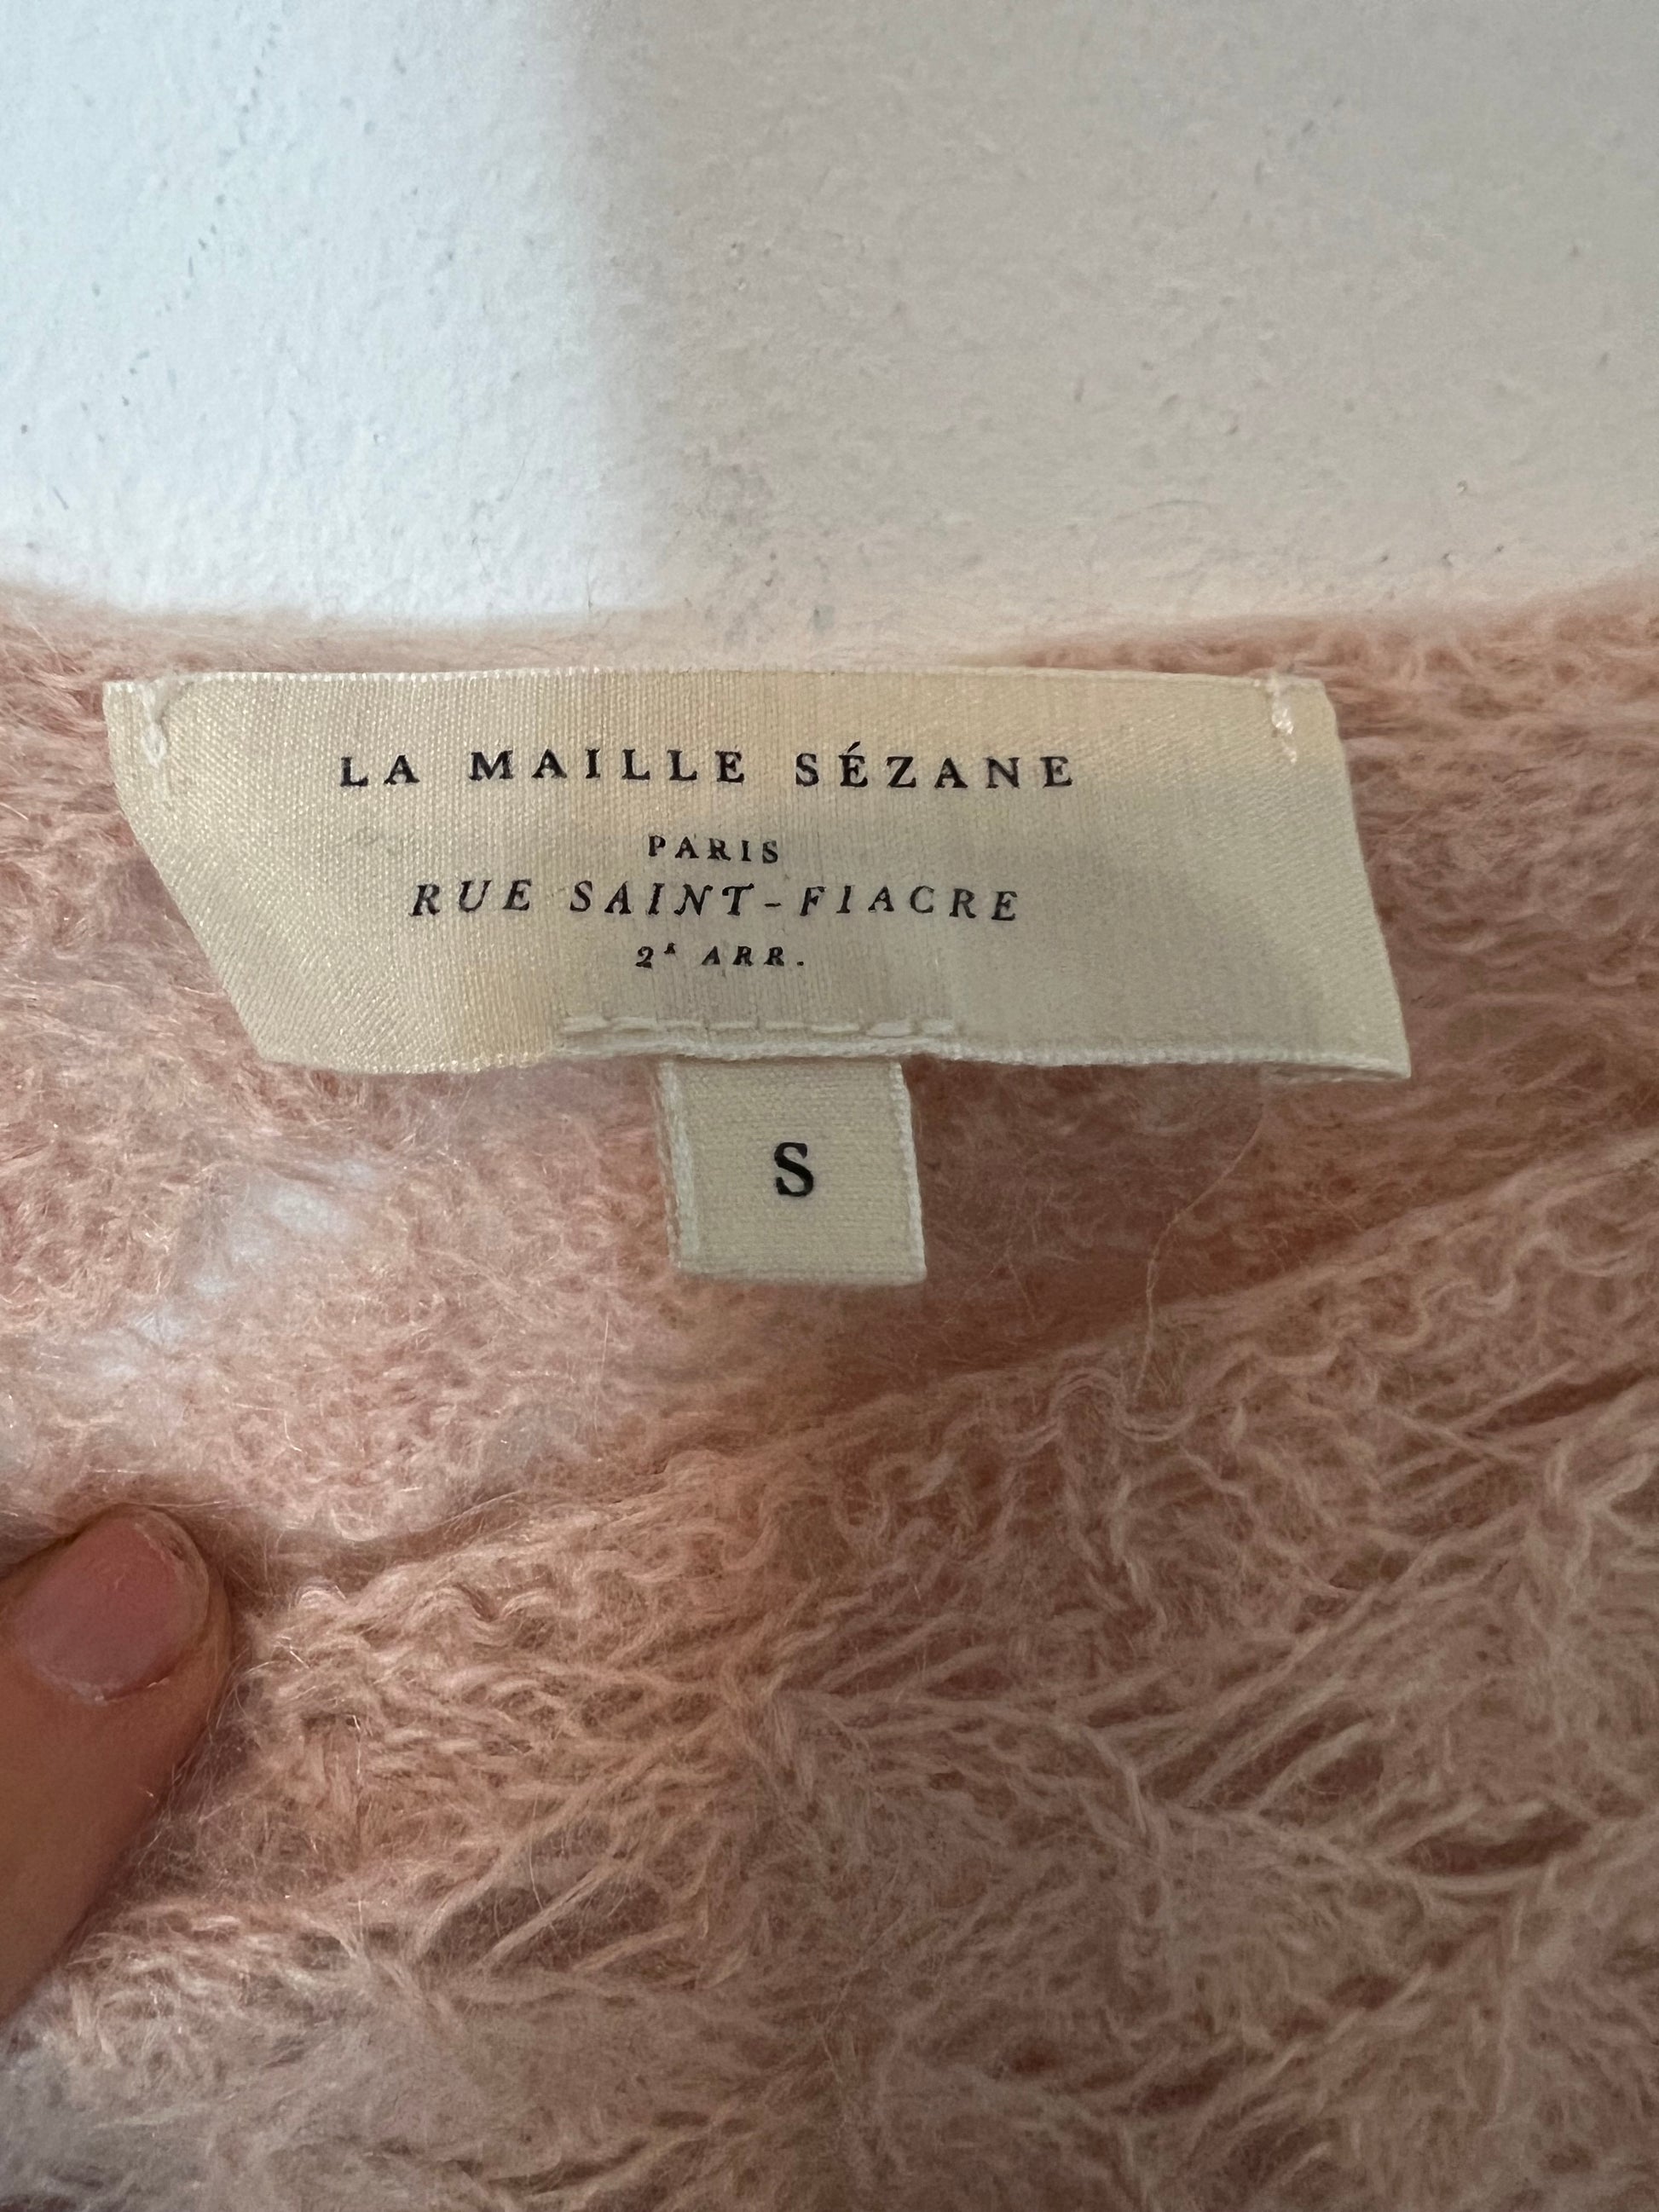 LA MAILLE SÉZANE
PARIS
RUE SAINT-FIACRE
2ᴱ ARR.
S